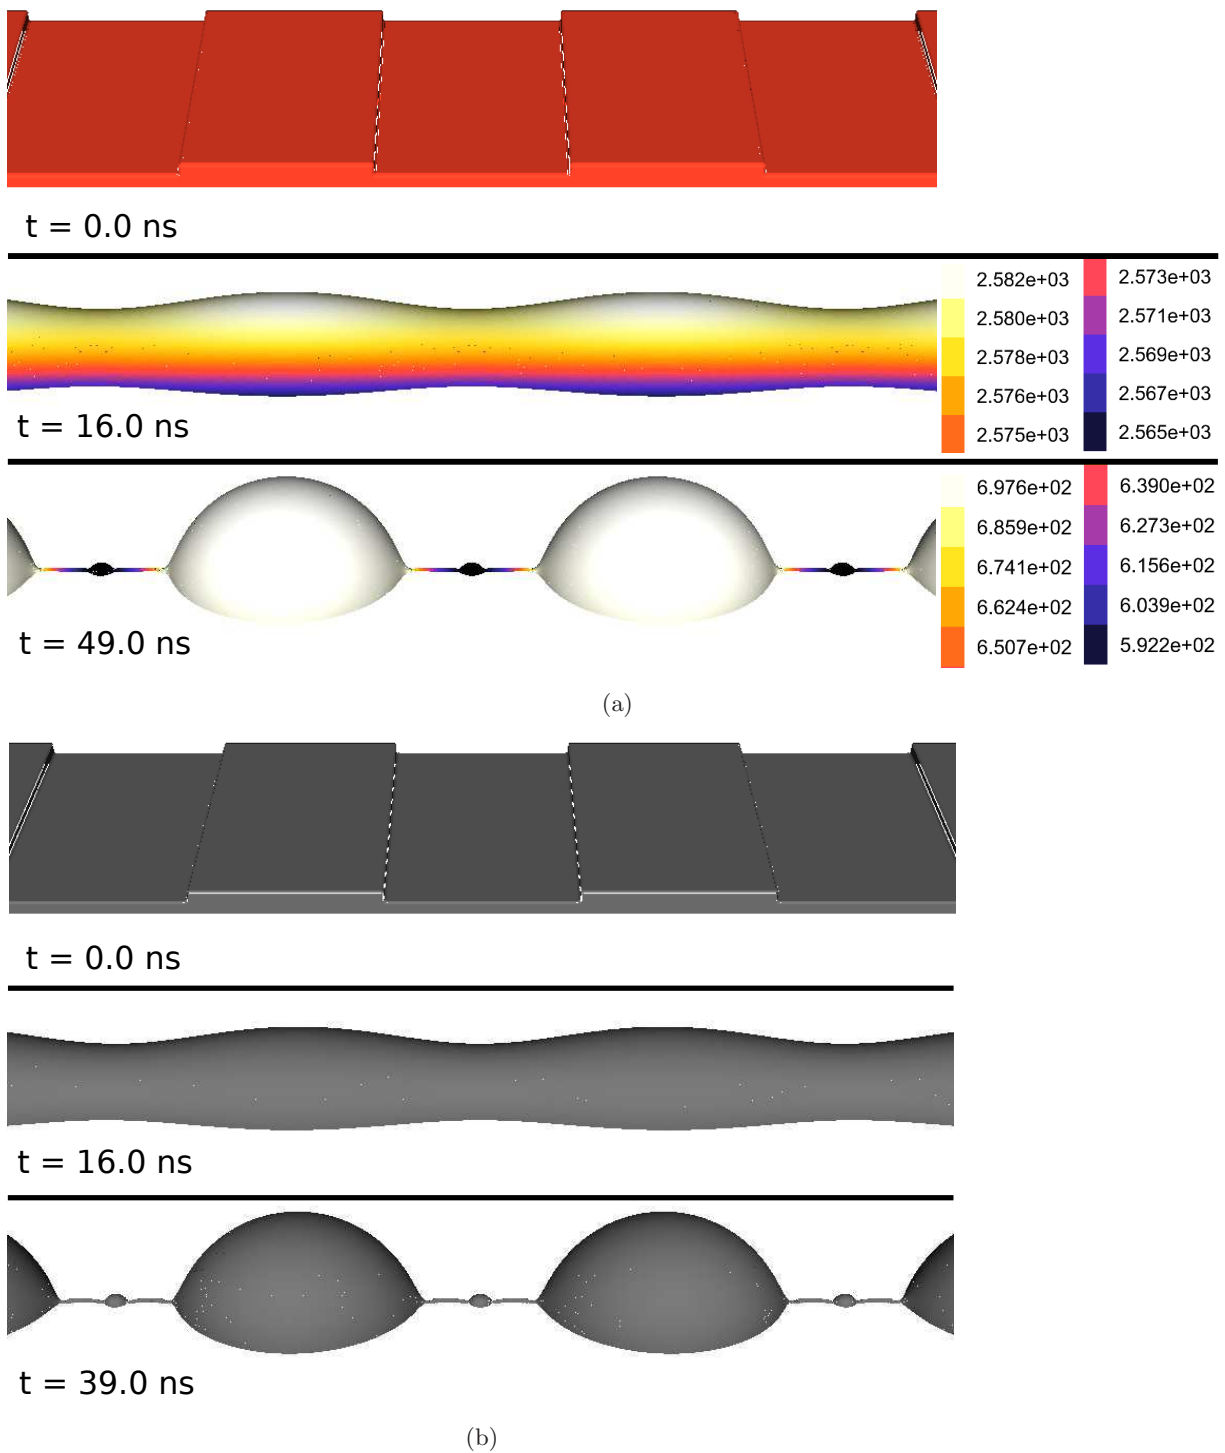 t = 0.0 ns
2.582e+03 2.573e+03
2.580e+03 2.571e+03
2.578e+03 2.569e+03
2.576e+03 2.567e+03
t = 16.0 ns
2.575e+03 2.565e+03
6.976e+02 6.390e+02
6.859e+02 6.273e+02
6.741e+02 6.156e+02
6.624e+02 6.039e+02
t = 49.0 ns
6.507e+02 5.922e+02
(a)
t = 0.0 ns
t = 16.0 ns
t = 39.0 ns
(b)